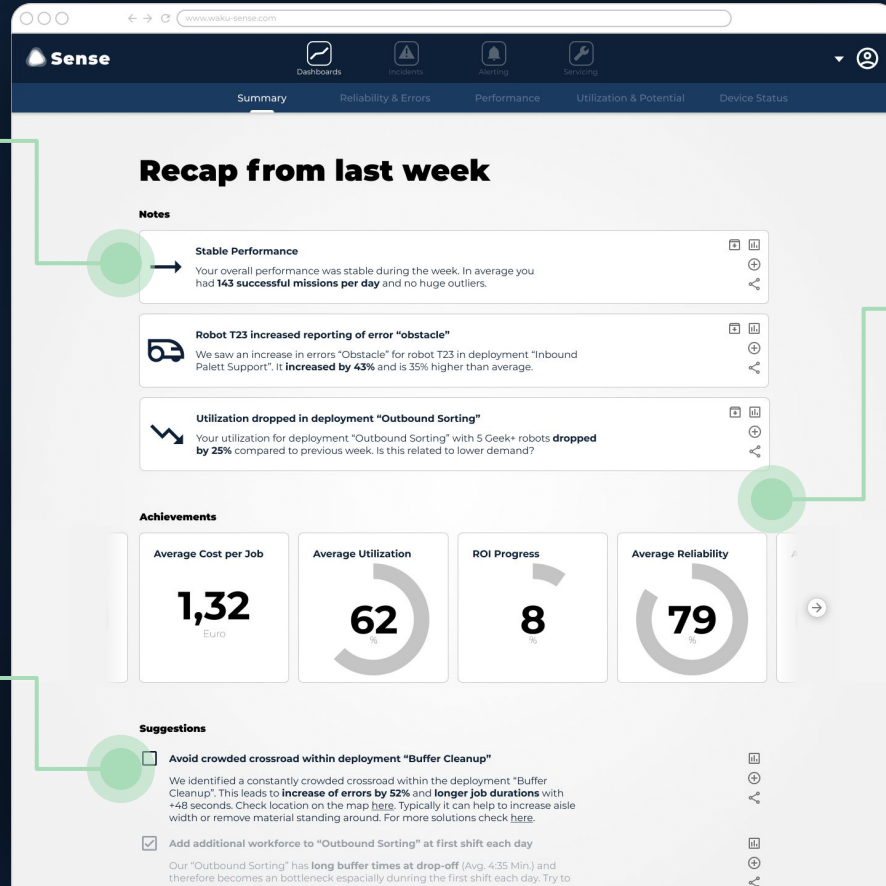 www.waku-sense.com
Sense
Dashboards
Incidents
Alerting
Servicing
Summary
Reliability & Errors
Performance
Utilization & Potential
Device Status
Recap from last week
Notes
Stable Performance
Your overall performance was stable during the week. In average you
had 143 successful missions per day and no huge outliers.
Robot T23 increased reporting of error “obstacle”
We saw an increase in errors “Obstacle” for robot T23 in deployment “Inbound
Palett Support”. It increased by 43% and is 35% higher than average.
Utilization dropped in deployment “Outbound Sorting”
Your utilization for deployment “Outbound Sorting” with 5 Geek+ robots dropped
by 25% compared to previous week. Is this related to lower demand?
Achievements
Average Cost per Job
1,32
Euro
Average Utilization
62
%
ROI Progress
8
%
Average Reliability
79
%
Suggestions
Avoid crowded crossroad within deployment “Buffer Cleanup”
We identified a constantly crowded crossroad within the deployment “Buffer
Cleanup”. This leads to increase of errors by 52% and longer job durations with
+48 seconds. Check location on the map here. Typically it can help to increase aisle
width or remove material standing around. For more solutions check here.
Add additional workforce to “Outbound Sorting” at first shift each day
Our “Outbound Sorting” has long buffer times at drop-off (Avg. 4:35 Min.) and
therefore becomes an bottleneck espacially dunring the first shift each day. Try to